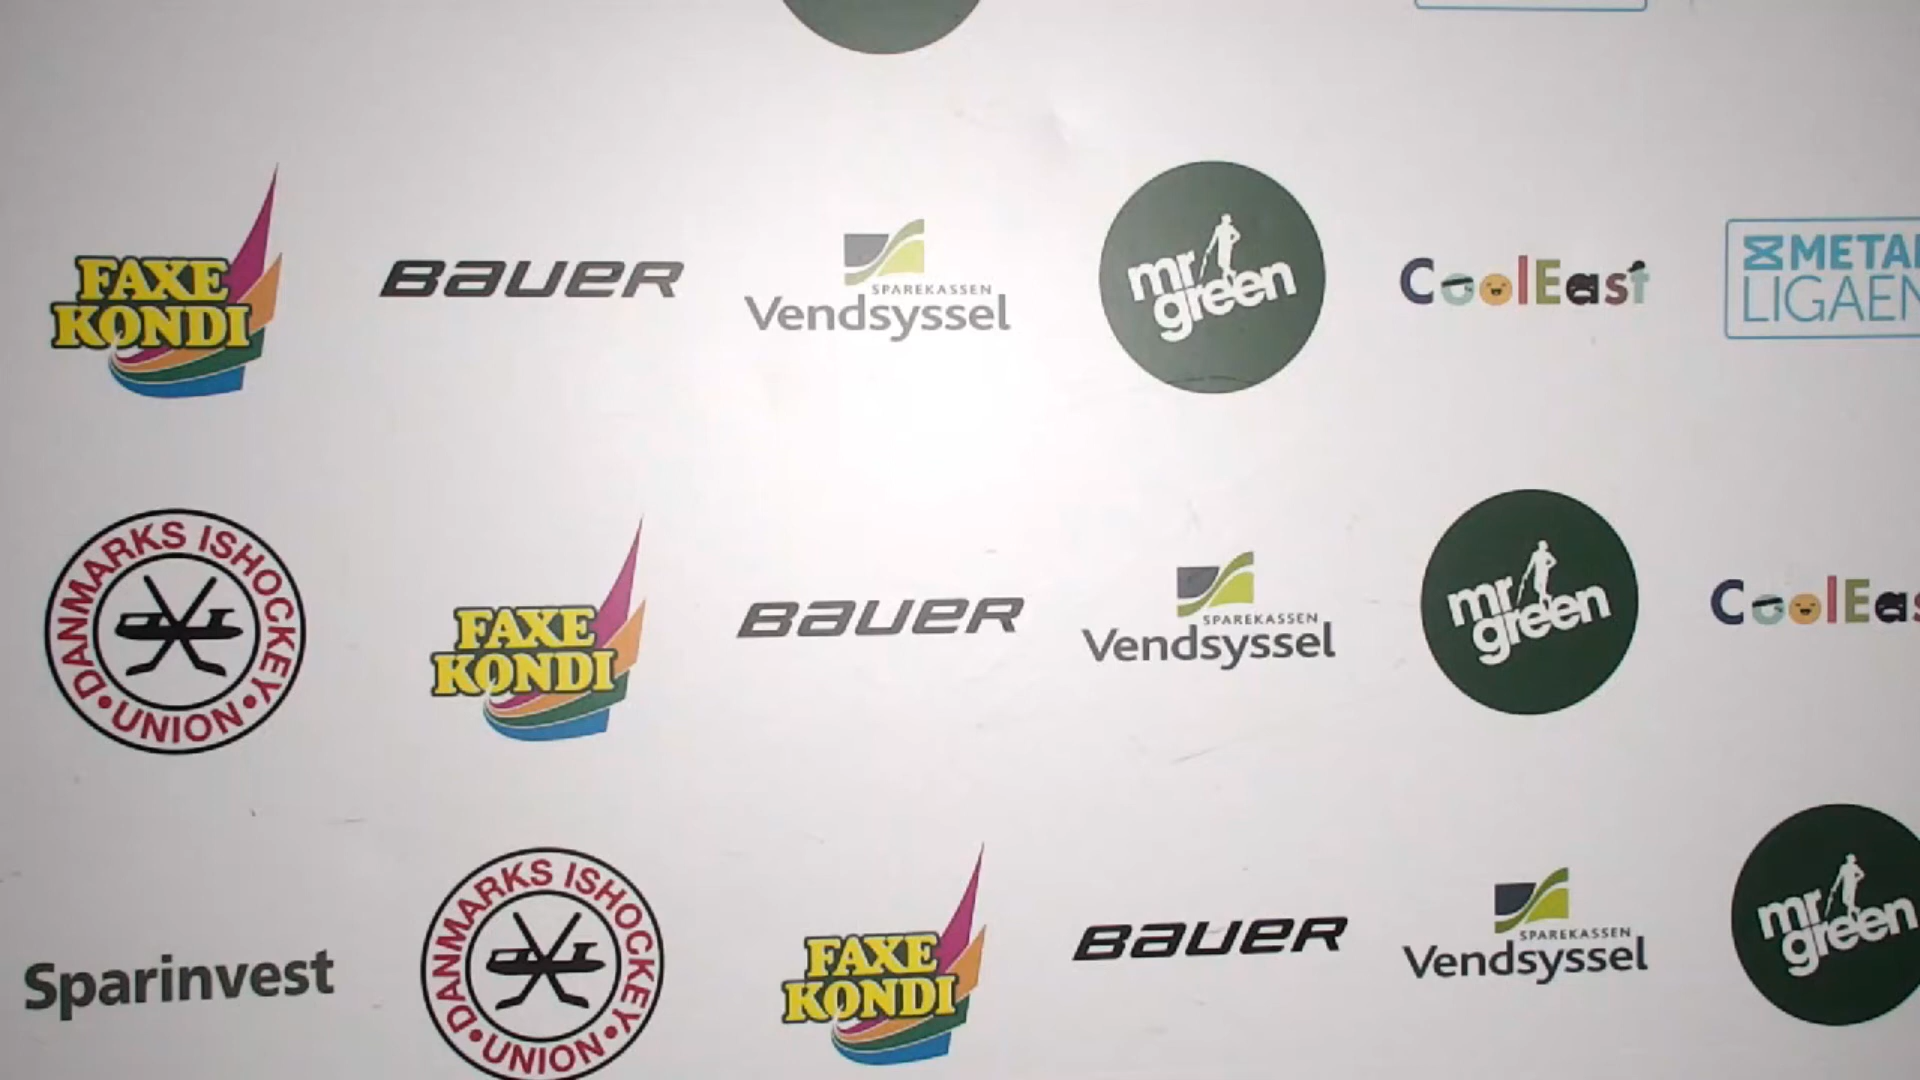 FAXE
KONDI
BAUER
SPAREKASSEN
Vendsyssel
mr
green
CoolEast
METAL
LIGAEN
DANMARKS ISHOCKEY
UNION
FAXE
KONDI
BAUER
SPAREKASSEN
Vendsyssel
mr
green
CoolEas
Sparinvest
DANMARKS ISHOCKEY
UNION
FAXE
KONDI
BAUER
SPAREKASSEN
Vendsyssel
mr
green